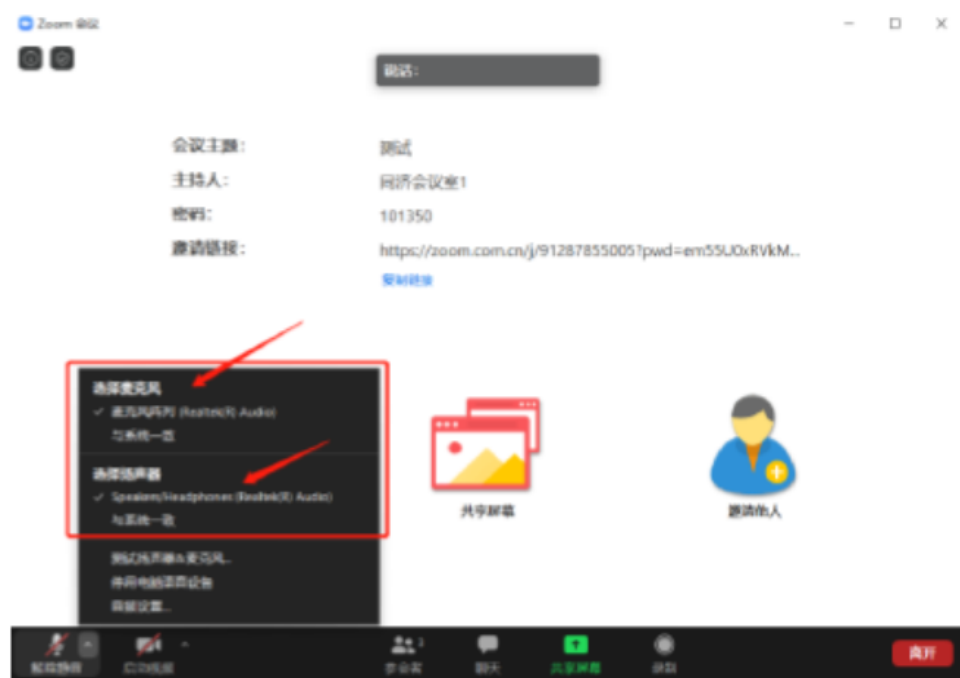 Zoom 会议
说话:
会议主题:
测试
主持人:
同济会议室1
密码:
101350
邀请链接:
https://zoom.com.cn/j/91287855005?pwd=em55U0xRVkM...
复制链接
选择麦克风
✓ 麦克风阵列 (Realtek(R) Audio)
与系统一致
选择扬声器
✓ Speakers/Headphones (Realtek(R) Audio)
与系统一致
测试扬声器&麦克风...
停用电脑语音设备
音频设置...
共享屏幕
邀请他人
解除静音
启动视频
参会者
聊天
共享屏幕
录制
离开